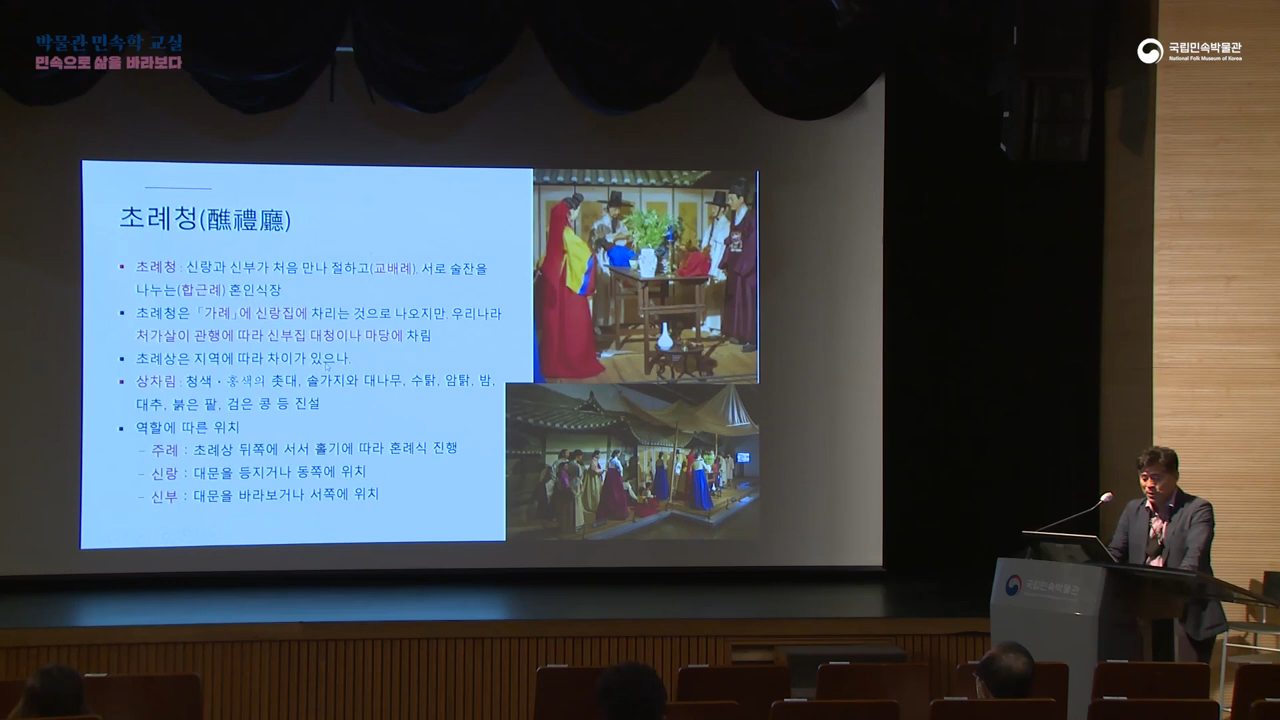 박물관 민속학 교실
민속으로 삶을 바라보다
국립민속박물관
National Folk Museum of Korea
초례청(醮禮廳)
▪ 초례청 : 신랑과 신부가 처음 만나 절하고(교배례), 서로 술잔을
나누는(합근례) 혼인식장
▪ 초례청은 「가례」에 신랑집에 차리는 것으로 나오지만, 우리나라
처가살이 관행에 따라 신부집 대청이나 마당에 차림
▪ 초례상은 지역에 따라 차이가 있으나,
▪ 상차림 : 청색・홍색의 촛대, 솔가지와 대나무, 수탉, 암탉, 밤,
대추, 붉은 팥, 검은 콩 등 진설
▪ 역할에 따른 위치
– 주례 : 초례상 뒤쪽에 서서 홀기에 따라 혼례식 진행
– 신랑 : 대문을 등지거나 동쪽에 위치
– 신부 : 대문을 바라보거나 서쪽에 위치
국립민속박물관